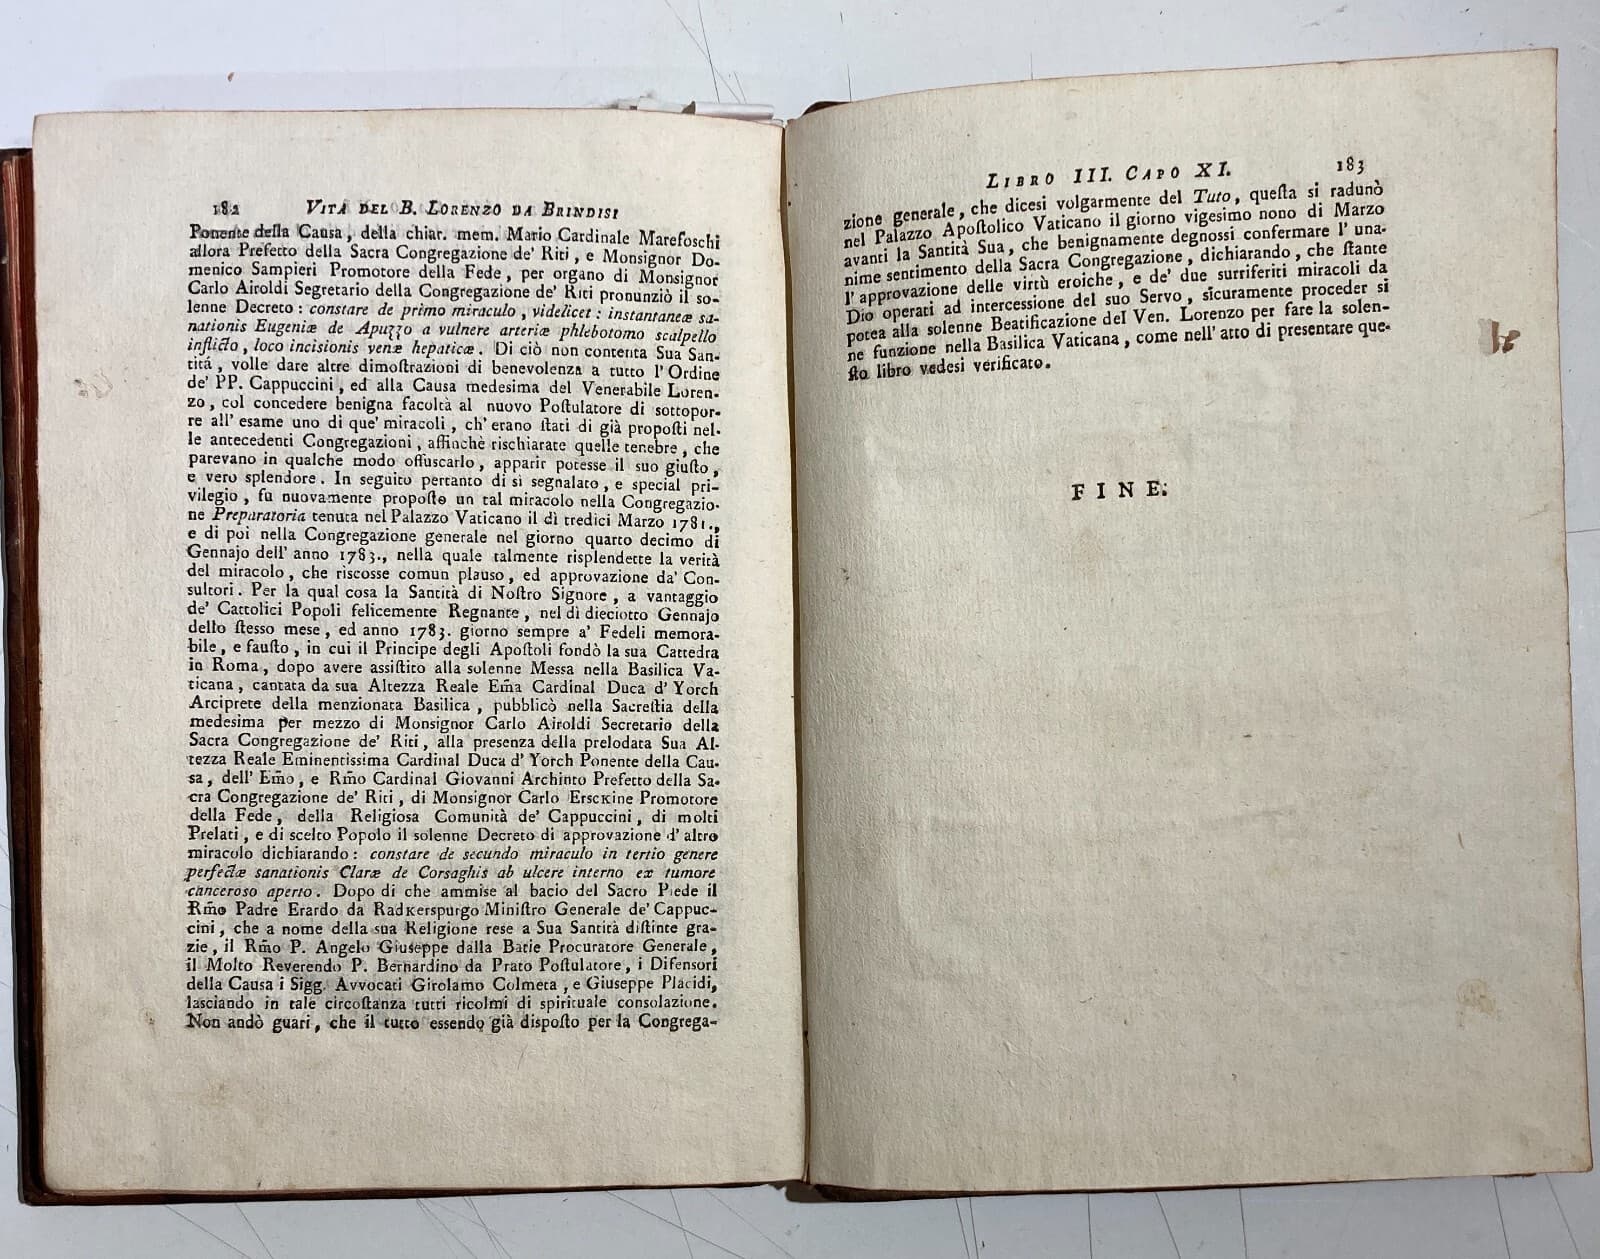 182 VITA DEL B. LORENZO DA BRINDISI
Ponente della Causa, della chiar. mem. Mario Cardinale Marefoschi
allora Prefetto della Sacra Congregazione de' Riti, e Monsignor Do-
menico Sampieri Promotore della Fede, per organo di Monsignor
Carlo Airoldi Segretario della Congregazione de' Riti pronunziò il so-
lenne Decreto: constare de primo miraculo, videlicet: instantaneæ sa-
nationis Eugeniæ de Apuzzo a vulnere arteriæ phlebotomo scalpello
inflicto, loco incisionis venæ hepaticæ. Di ciò non contenta Sua San-
titá, volle dare altre dimostrazioni di benevolenza a tutto l'Ordine
de' PP. Cappuccini, ed alla Causa medesima del Venerabile Loren-
zo, col concedere benigna facoltà al nuovo Postulatore di sottopor-
re all'esame uno di que' miracoli, ch'erano stati di già proposti nel-
le antecedenti Congregazioni, affinchè rischiarate quelle tenebre, che
parevano in qualche modo offuscarlo, apparir potesse il suo giusto,
e vero splendore. In seguito pertanto di sì segnalato, e special pri-
vilegio, fu nuovamente proposto un tal miracolo nella Congregazio-
ne Preparatoria tenuta nel Palazzo Vaticano il dì tredici Marzo 1781.,
e di poi nella Congregazione generale nel giorno quarto decimo di
Gennajo dell'anno 1783., nella quale talmente risplendette la verità
del miracolo, che riscosse comun plauso, ed approvazione da' Con-
sultori. Per la qual cosa la Santità di Nostro Signore, a vantaggio
de' Cattolici Popoli felicemente Regnante, nel dì dieciotto Gennajo
dello stesso mese, ed anno 1783. giorno sempre a' Fedeli memora-
bile, e fausto, in cui il Principe degli Apostoli fondò la sua Cattedra
in Roma, dopo avere assistito alla solenne Messa nella Basilica Va-
ticana, cantata da sua Altezza Reale Em̃a Cardinal Duca d'Yorch
Arciprete della menzionata Basilica, pubblicò nella Sacrestia della
medesima per mezzo di Monsignor Carlo Airoldi Secretario della
Sacra Congregazione de' Riti, alla presenza della prelodata Sua Al-
tezza Reale Eminentissima Cardinal Duca d'Yorch Ponente della Cau-
sa, dell'Em̃o, e Rm̃o Cardinal Giovanni Archinto Prefetto della Sa-
cra Congregazione de' Riti, di Monsignor Carlo Ersckine Promotore
della Fede, della Religiosa Comunità de' Cappuccini, di molti
Prelati, e di scelto Popolo il solenne Decreto di approvazione d'altro
miracolo dichiarando: constare de secundo miraculo in tertio genere
perfectæ sanationis Claræ de Corsaghis ab ulcere interno ex tumore
canceroso aperto. Dopo di che ammise al bacio del Sacro Piede il
Rm̃o Padre Erardo da Radkerspurgo Ministro Generale de' Cappuc-
cini, che a nome della sua Religione rese a Sua Santità distinte gra-
zie, il Rm̃o P. Angelo Giuseppe dalla Batie Procuratore Generale,
il Molto Reverendo P. Bernardino da Prato Postulatore, i Difensori
della Causa i Sigg. Avvocati Girolamo Colmeta, e Giuseppe Placidi,
lasciando in tale circostanza tutti ricolmi di spirituale consolazione.
Non andò guari, che il tutto essendo già disposto per la Congrega-
LIBRO III. CAPO XI. 183
zione generale, che dicesi volgarmente del Tuto, questa si radunò
nel Palazzo Apostolico Vaticano il giorno vigesimo nono di Marzo
avanti la Santità Sua, che benignamente degnossi confermare l'una-
nime sentimento della Sacra Congregazione, dichiarando, che stante
l'approvazione delle virtù eroiche, e de' due surriferiti miracoli da
Dio operati ad intercessione del suo Servo, sicuramente proceder si
potea alla solenne Beatificazione del Ven. Lorenzo per fare la solen-
ne funzione nella Basilica Vaticana, come nell'atto di presentare que-
sto libro vedesi verificato.
FINE.